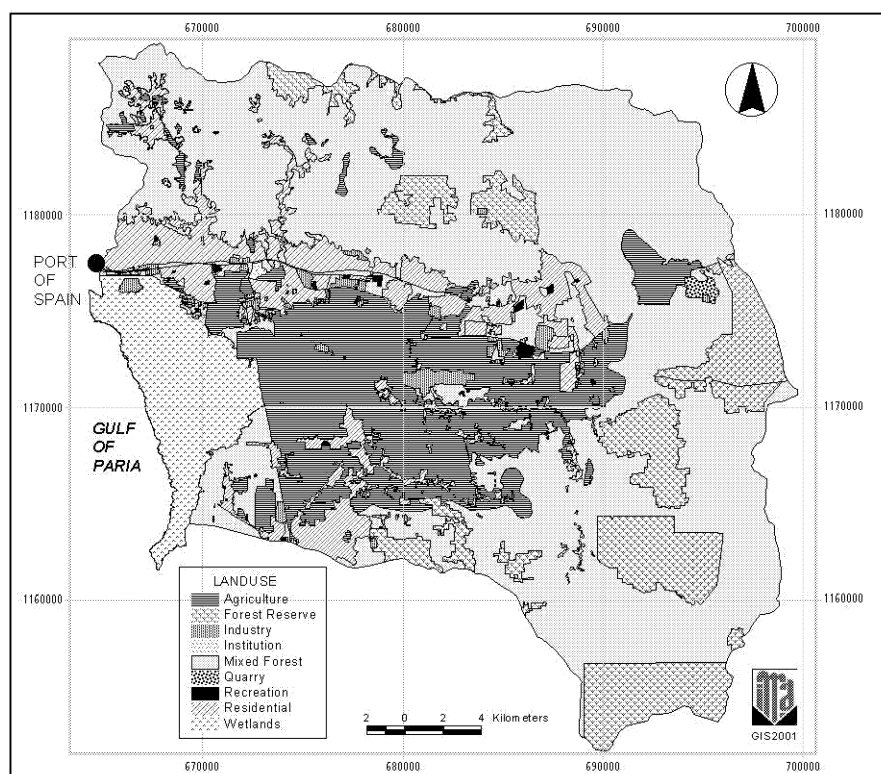 670000 680000 690000 700000
1180000 1180000
PORT
OF
SPAIN
1170000 1170000
GULF
OF
PARIA
LANDUSE
Agriculture
Forest Reserve
Industry
Institution
Mixed Forest
Quarry
Recreation
Residential
Wetlands
1160000 1160000
2 0 2 4 Kilometers
ima
GIS2001
670000 680000 690000 700000